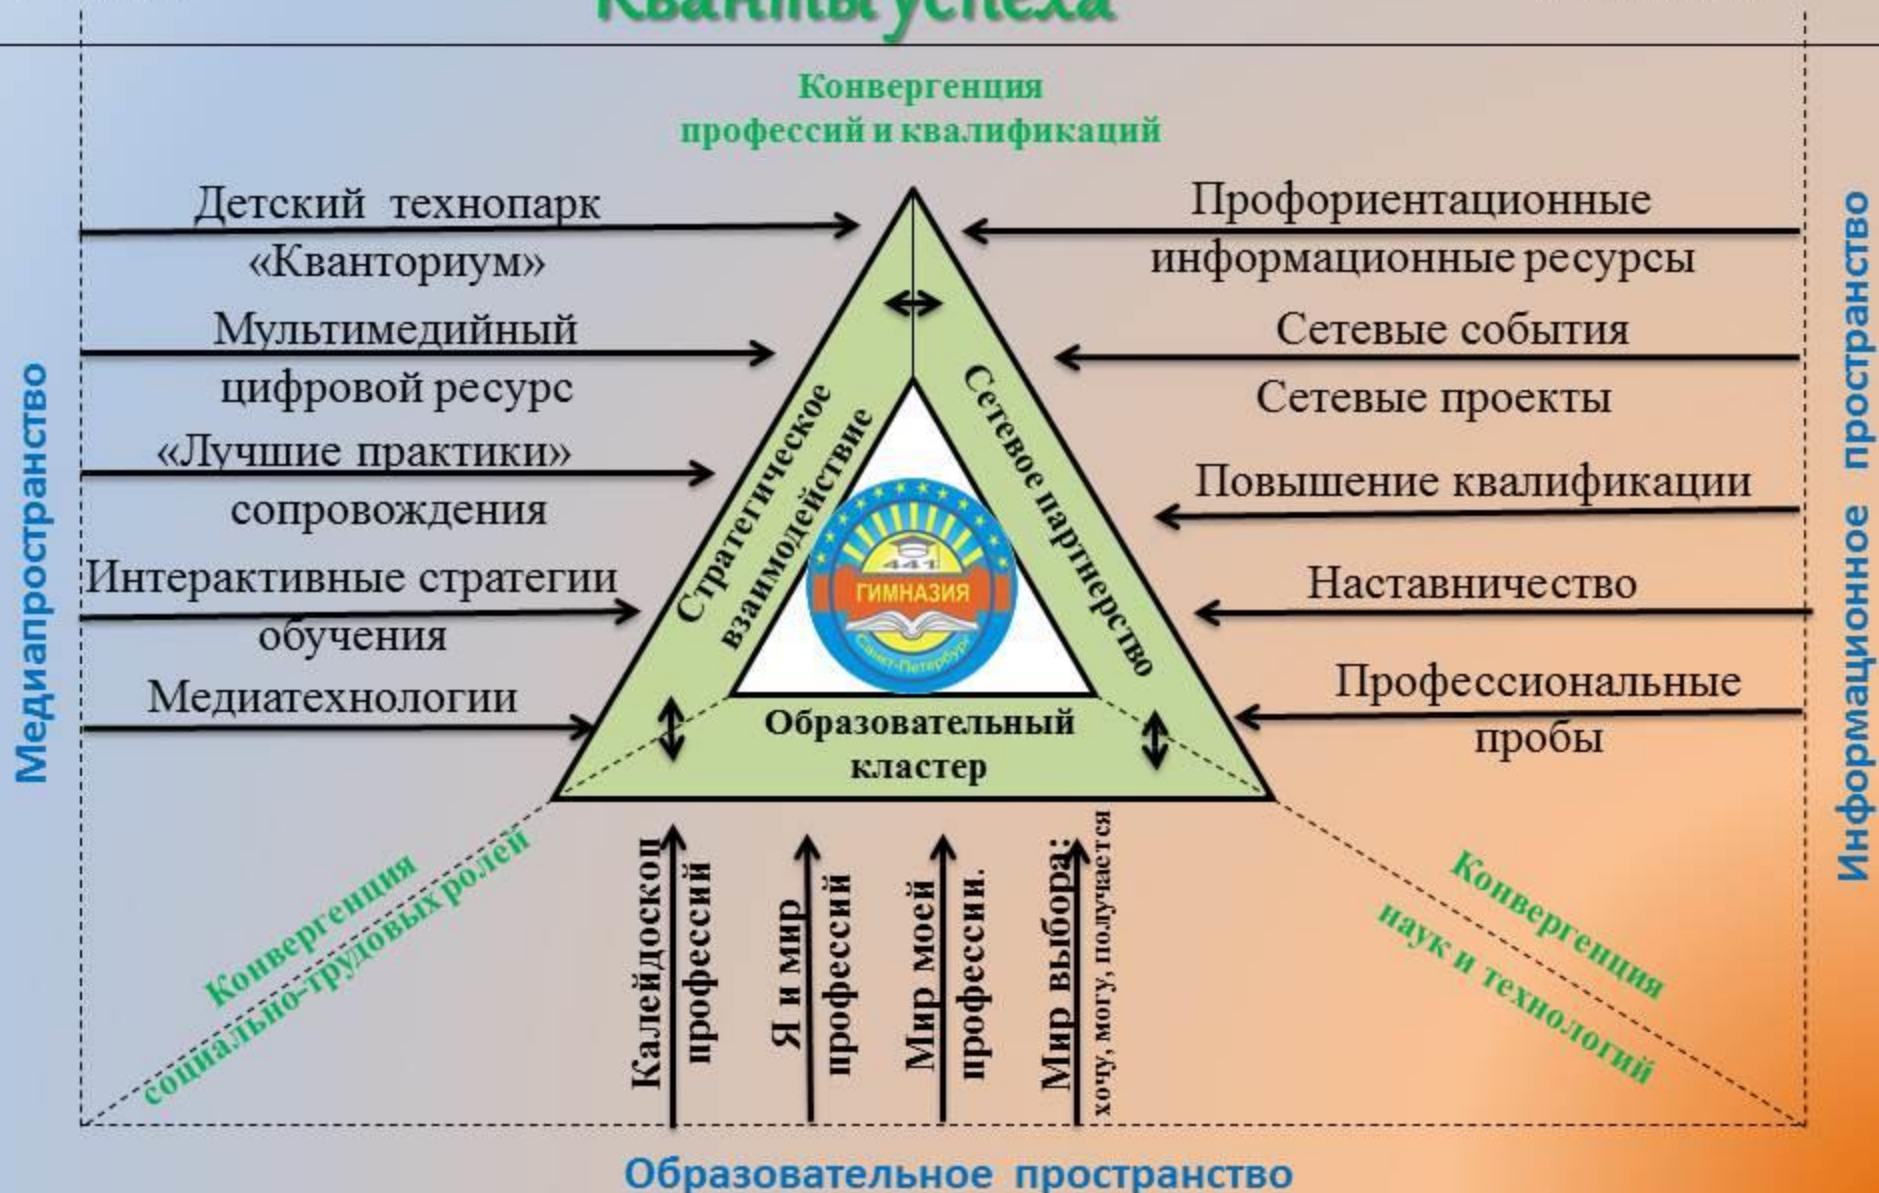 Кванты успеха
Конвергенция
профессий и квалификаций
Медиапространство
Детский технопарк
«Кванториум»
Мультимедийный
цифровой ресурс
«Лучшие практики»
сопровождения
Интерактивные стратегии
обучения
Медиатехнологии
Стратегическое
взаимодействие
Сетевое партнерство
441
ГИМНАЗИЯ
Санкт-Петербург
Образовательный
кластер
Профориентационные
информационные ресурсы
Сетевые события
Сетевые проекты
Повышение квалификации
Наставничество
Профессиональные
пробы
Информационное пространство
Конвергенция
социально-трудовых ролей
Калейдоскоп
профессий
Я и мир
профессий
Мир моей
профессии.
Мир выбора:
хочу, могу, получается
Конвергенция
наук и технологий
Образовательное пространство